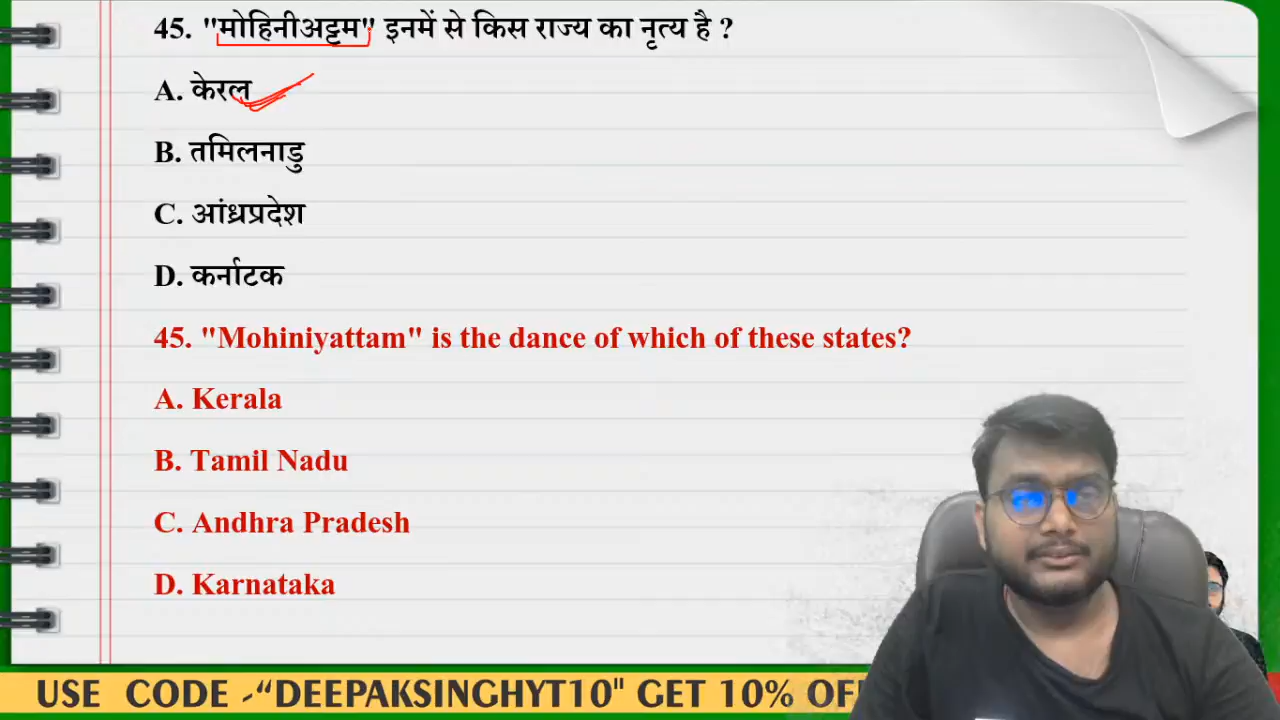 45. "मोहिनीअट्टम" इनमें से किस राज्य का नृत्य है ?
A. केरल
B. तमिलनाडु
C. आंध्रप्रदेश
D. कर्नाटक
45. "Mohiniyattam" is the dance of which of these states?
A. Kerala
B. Tamil Nadu
C. Andhra Pradesh
D. Karnataka
USE CODE -“DEEPAKSINGHYT10" GET 10%